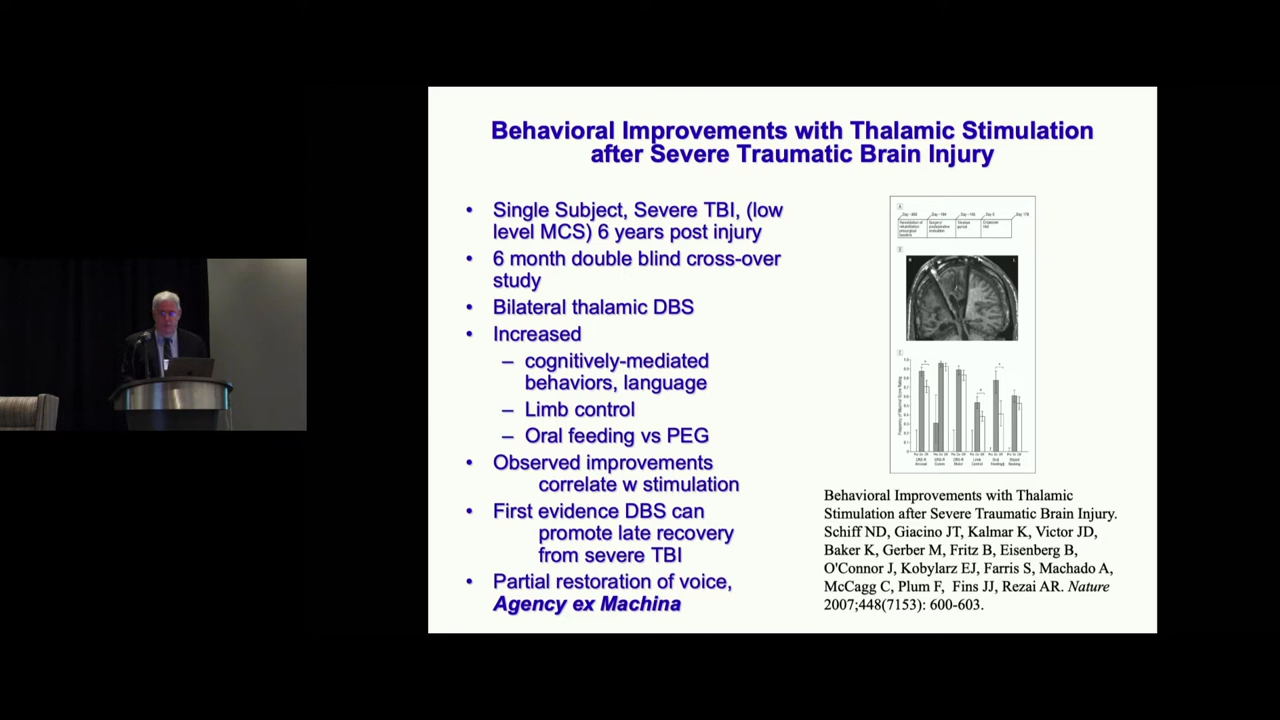 Behavioral Improvements with Thalamic Stimulation
after Severe Traumatic Brain Injury
• Single Subject, Severe TBI, (low
level MCS) 6 years post injury
• 6 month double blind cross-over
study
• Bilateral thalamic DBS
• Increased
– cognitively-mediated
behaviors, language
– Limb control
– Oral feeding vs PEG
• Observed improvements
correlate w stimulation
• First evidence DBS can
promote late recovery
from severe TBI
• Partial restoration of voice,
Agency ex Machina
Behavioral Improvements with Thalamic
Stimulation after Severe Traumatic Brain Injury.
Schiff ND, Giacino JT, Kalmar K, Victor JD,
Baker K, Gerber M, Fritz B, Eisenberg B,
O'Connor J, Kobylarz EJ, Farris S, Machado A,
McCagg C, Plum F, Fins JJ, Rezai AR. Nature
2007;448(7153): 600-603.